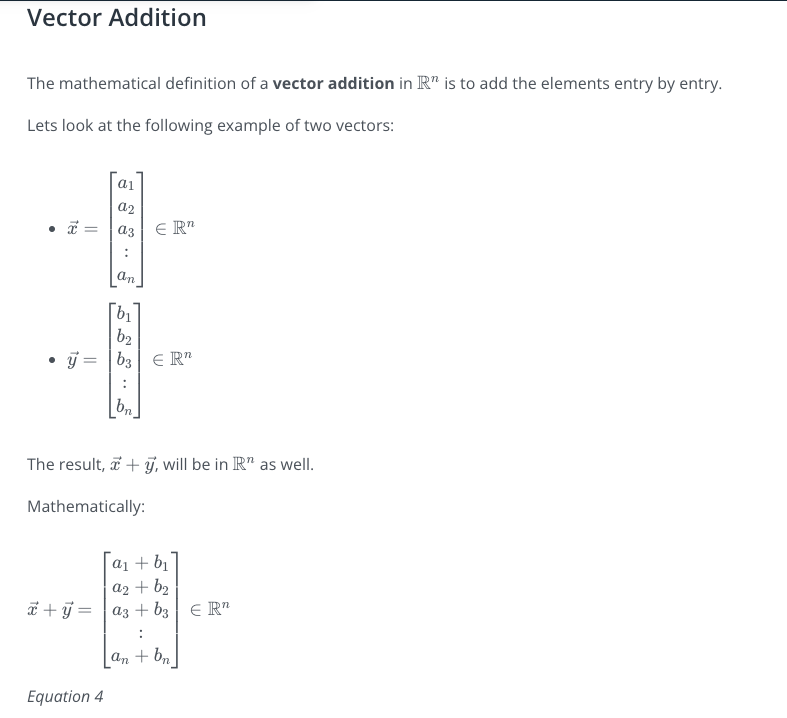 Vector Addition
The mathematical definition of a vector addition in ℝⁿ is to add the elements entry by entry.
Lets look at the following example of two vectors:
• x⃗ = [a₁ a₂ a₃ : aₙ] ∈ ℝⁿ
• y⃗ = [b₁ b₂ b₃ : bₙ] ∈ ℝⁿ
The result, x⃗ + y⃗, will be in ℝⁿ as well.
Mathematically:
x⃗ + y⃗ = [a₁ + b₁ a₂ + b₂ a₃ + b₃ : aₙ + bₙ] ∈ ℝⁿ
Equation 4